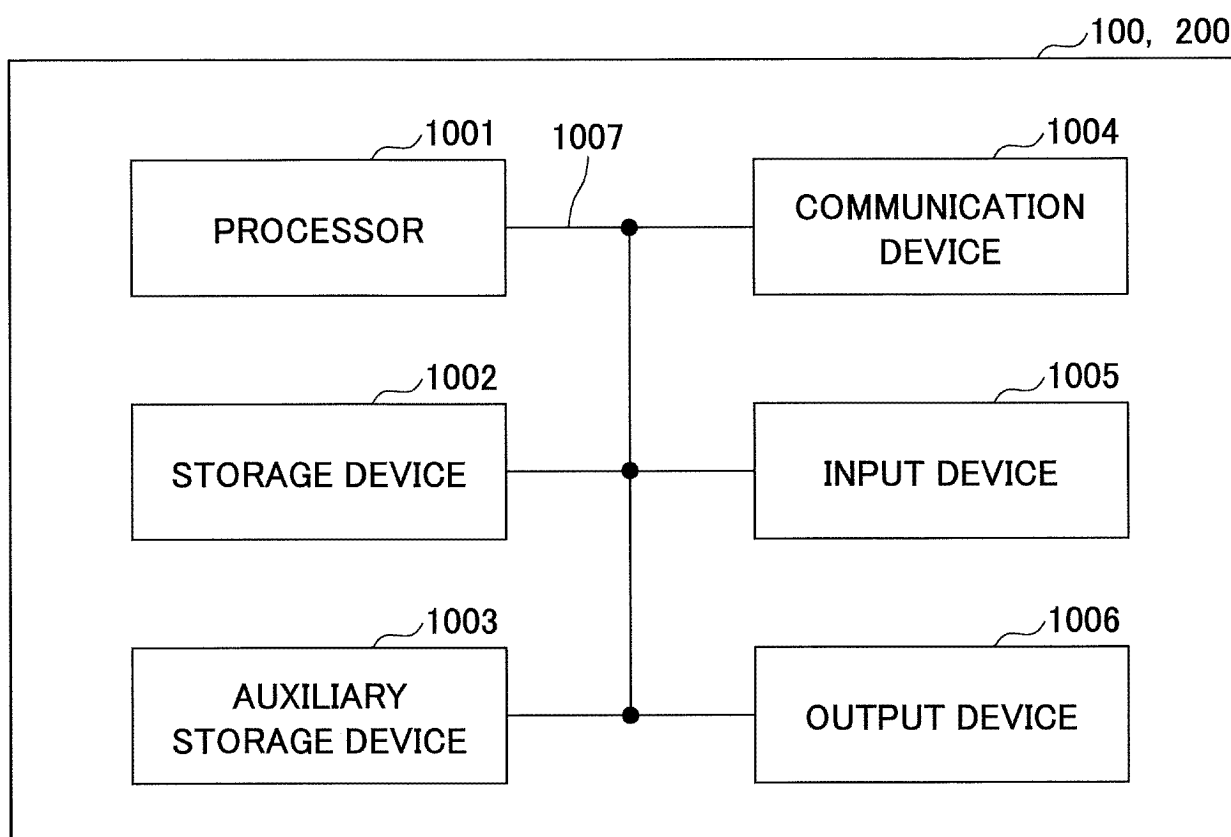 100, 200
1001
1007
1004
PROCESSOR
COMMUNICATION
DEVICE
1002
1005
STORAGE DEVICE
INPUT DEVICE
1003
1006
AUXILIARY
STORAGE DEVICE
OUTPUT DEVICE